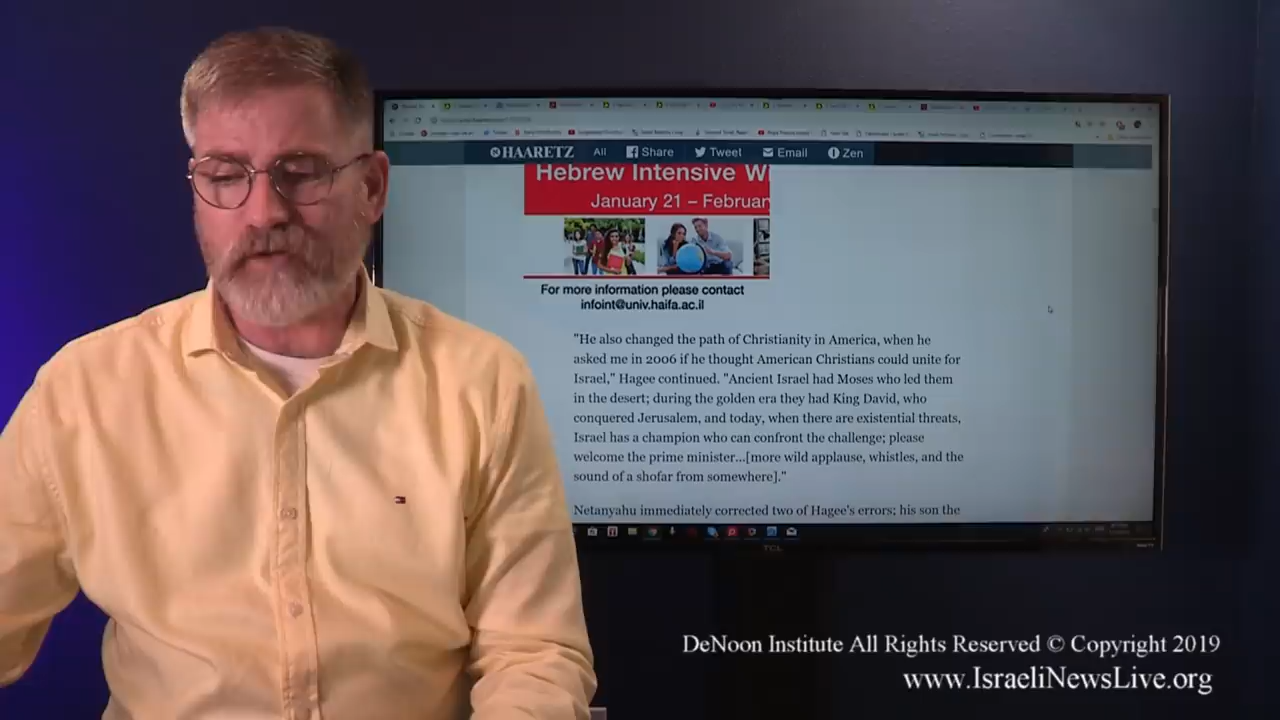 HAARETZ All Share Tweet Email Zen
Hebrew Intensive Wi
January 21 – Februar
For more information please contact
infoint@univ.haifa.ac.il
"He also changed the path of Christianity in America, when he
asked me in 2006 if he thought American Christians could unite for
Israel," Hagee continued. "Ancient Israel had Moses who led them
in the desert; during the golden era they had King David, who
conquered Jerusalem, and today, when there are existential threats,
Israel has a champion who can confront the challenge; please
welcome the prime minister...[more wild applause, whistles, and the
sound of a shofar from somewhere]."
Netanyahu immediately corrected two of Hagee's errors; his son the
TCL
DeNoon Institute All Rights Reserved © Copyright 2019
www.IsraeliNewsLive.org